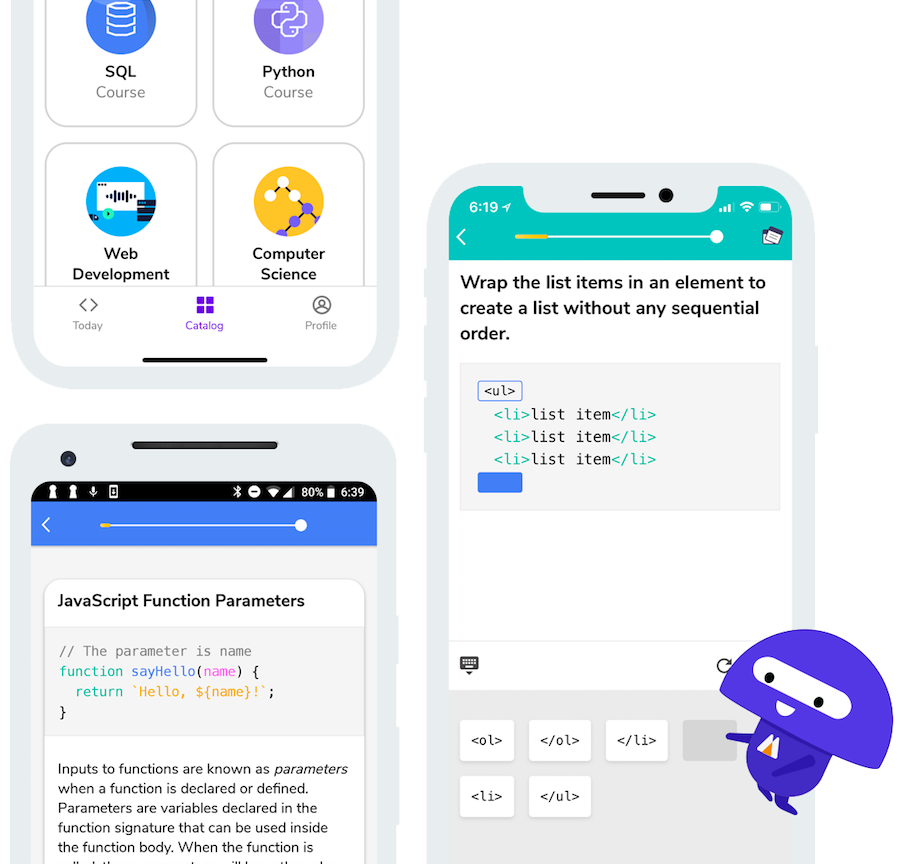 SQL
Course
Python
Course
Web
Development
Computer
Science
Today
Catalog
Profile
6:19
Wrap the list items in an element to
create a list without any sequential
order.
<ul>
<li>list item</li>
<li>list item</li>
<li>list item</li>
<ol>
</ol>
</li>
<li>
</ul>
80% 6:39
JavaScript Function Parameters
// The parameter is name
function sayHello(name) {
return `Hello, ${name}!`;
}
Inputs to functions are known as parameters
when a function is declared or defined.
Parameters are variables declared in the
function signature that can be used inside
the function body. When the function is